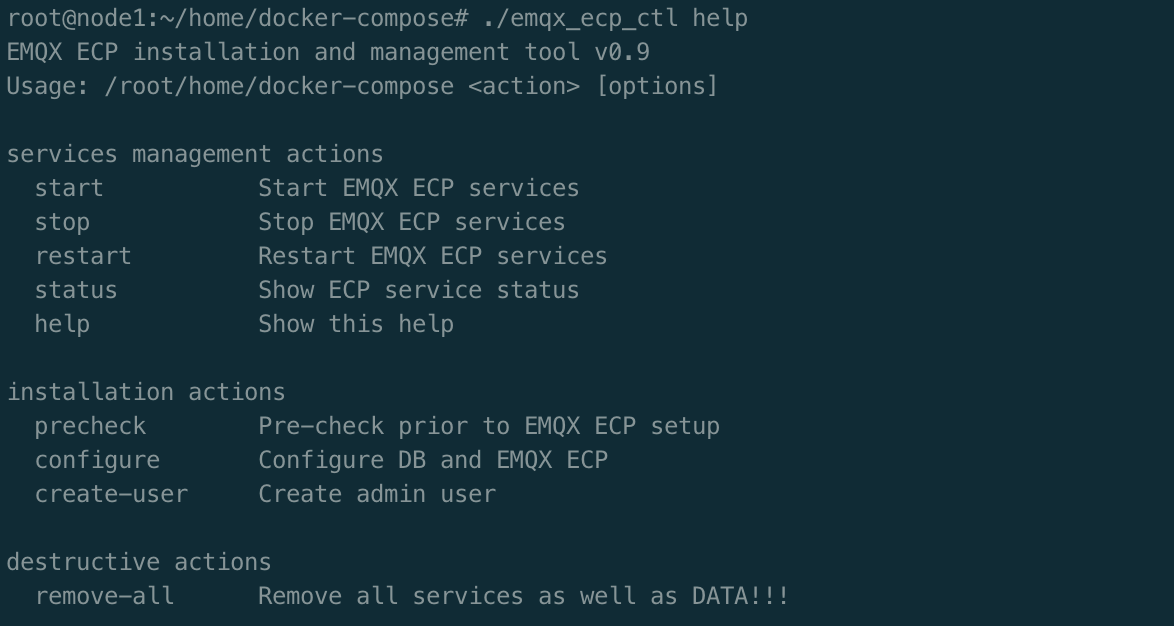 root@node1:~/home/docker-compose# ./emqx_ecp_ctl help
EMQX ECP installation and management tool v0.9
Usage: /root/home/docker-compose <action> [options]

services management actions
  start           Start EMQX ECP services
  stop            Stop EMQX ECP services
  restart         Restart EMQX ECP services
  status          Show ECP service status
  help            Show this help

installation actions
  precheck        Pre-check prior to EMQX ECP setup
  configure       Configure DB and EMQX ECP
  create-user     Create admin user

destructive actions
  remove-all      Remove all services as well as DATA!!!